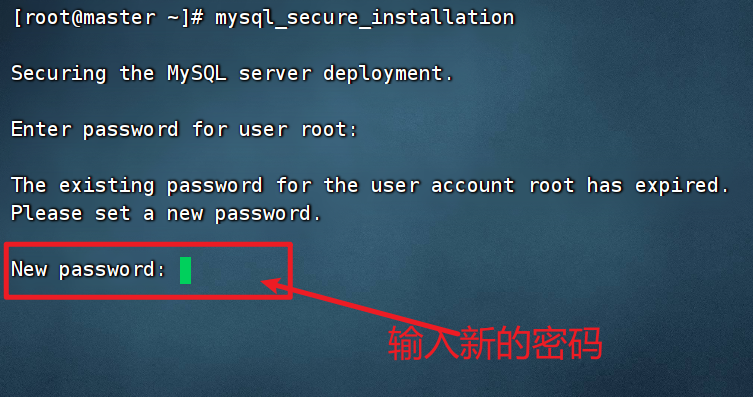 [root@master ~]# mysql_secure_installation
Securing the MySQL server deployment.
Enter password for user root:
The existing password for the user account root has expired.
Please set a new password.
New password:
输入新的密码